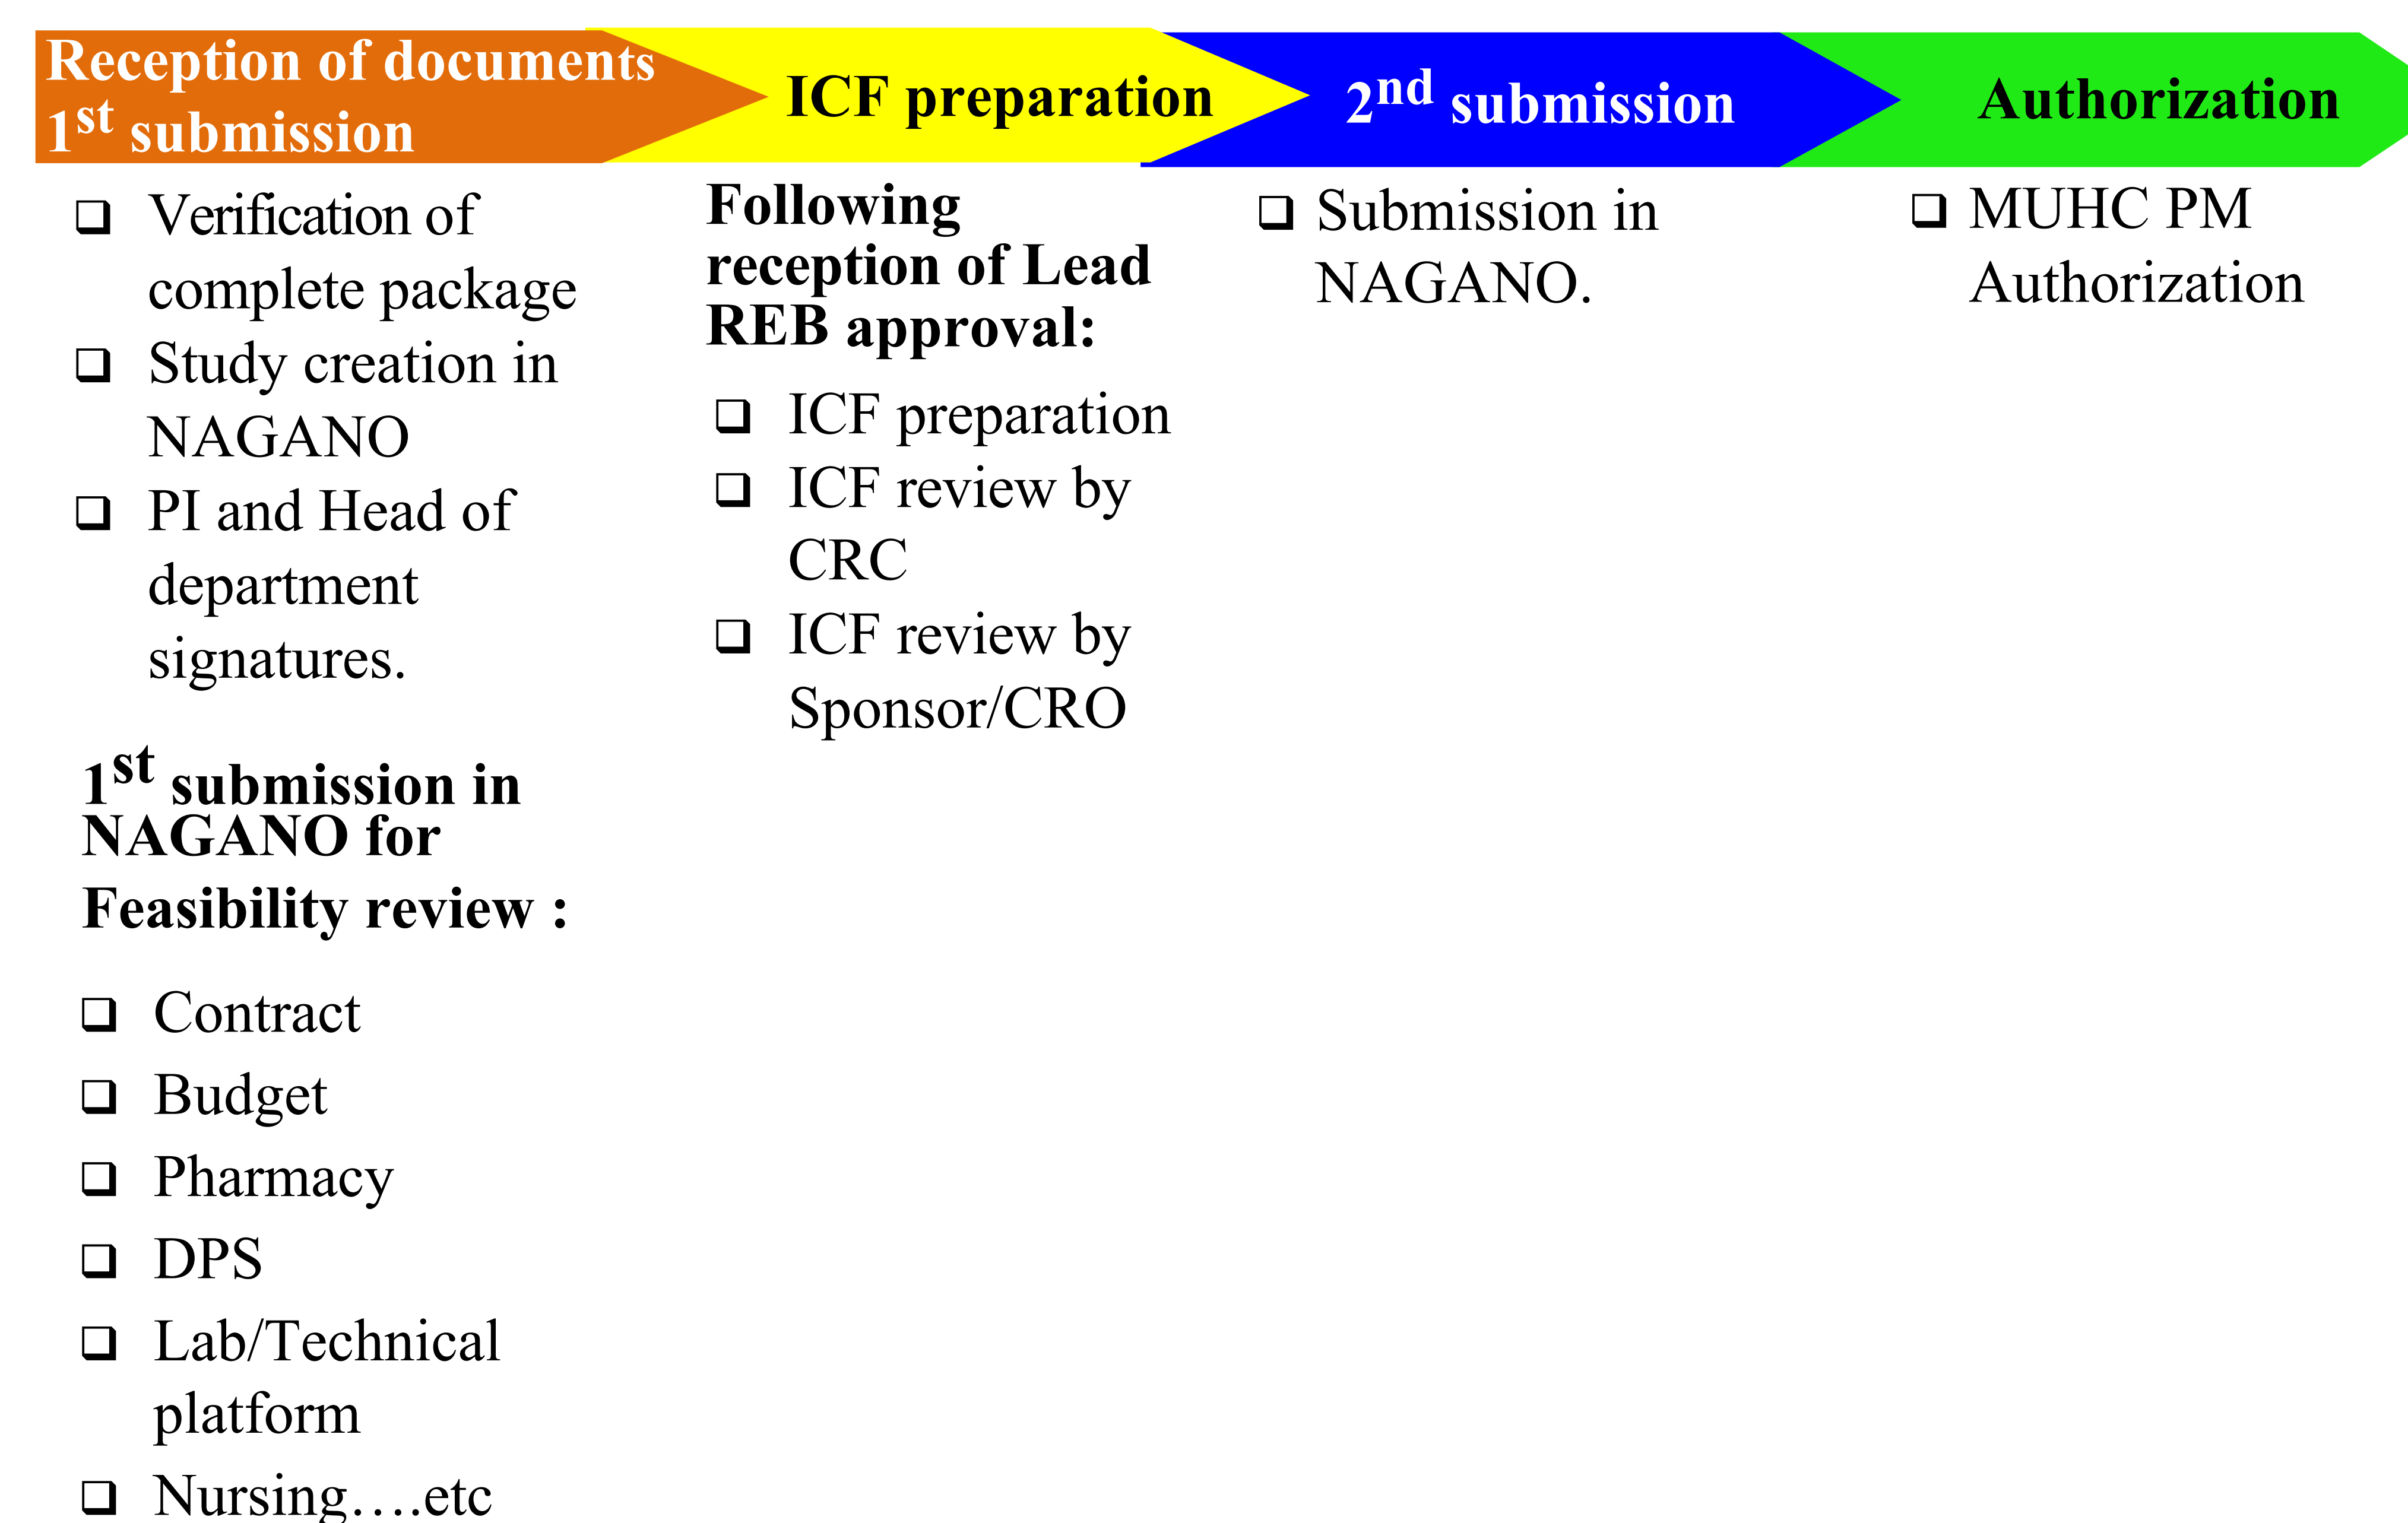 Reception of documents
1st submission
ICF preparation
2nd submission
Authorization
Verification of
complete package
Study creation in
NAGANO
PI and Head of
department
signatures.
1st submission in
NAGANO for
Feasibility review :
Contract
Budget
Pharmacy
DPS
Lab/Technical
platform
Nursing….etc
Following
reception of Lead
REB approval:
ICF preparation
ICF review by
CRC
ICF review by
Sponsor/CRO
Submission in
NAGANO.
MUHC PM
Authorization